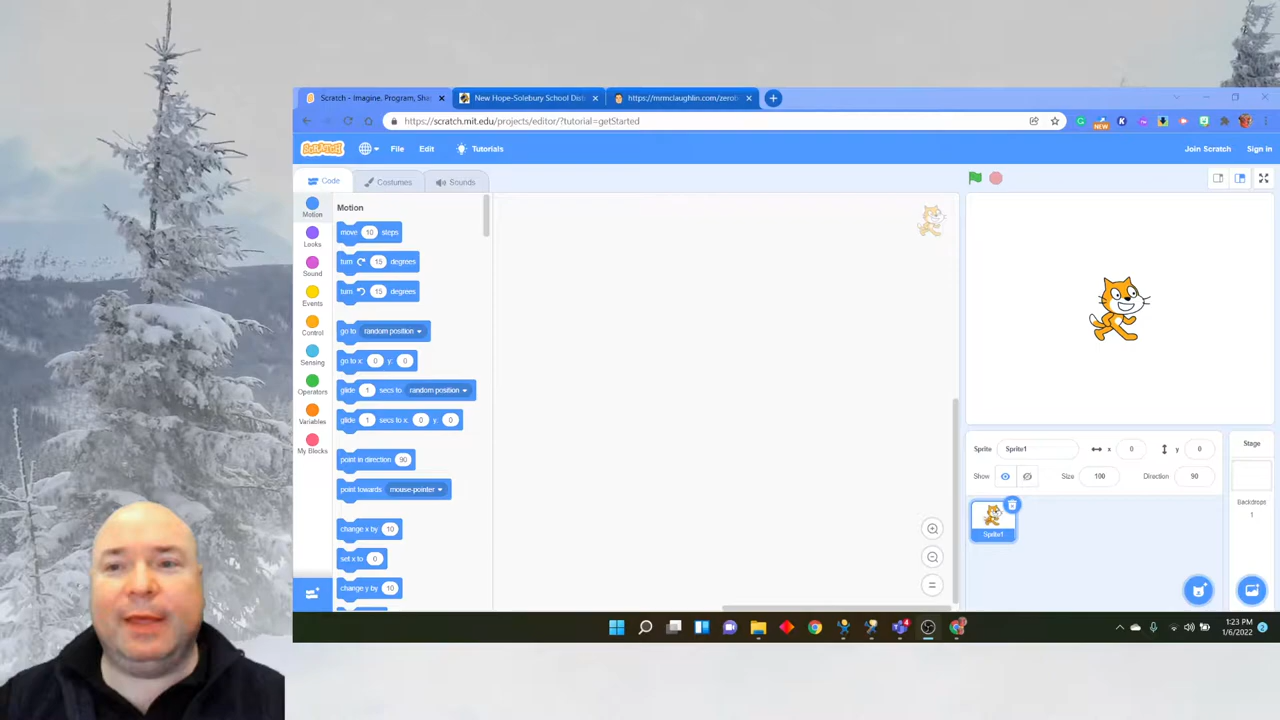 Scratch - Imagine, Program, Sha
New Hope-Solebury School Dist
https://mrmclaughlin.com/zerot
https://scratch.mit.edu/projects/editor/?tutorial=getStarted
NEW
SCRATCH
File
Edit
Tutorials
Join Scratch
Sign in
Code
Costumes
Sounds
Motion
Looks
Sound
Events
Control
Sensing
Operators
Variables
My Blocks
Motion
move 10 steps
turn 15 degrees
turn 15 degrees
go to random position
go to x: 0 y: 0
glide 1 secs to random position
glide 1 secs to x: 0 y: 0
point in direction 90
point towards mouse-pointer
change x by 10
set x to 0
change y by 10
Sprite Sprite1 x 0 y 0
Show Size 100 Direction 90
Sprite1
Stage
Backdrops
1
4
1:23 PM
1/6/2022
2